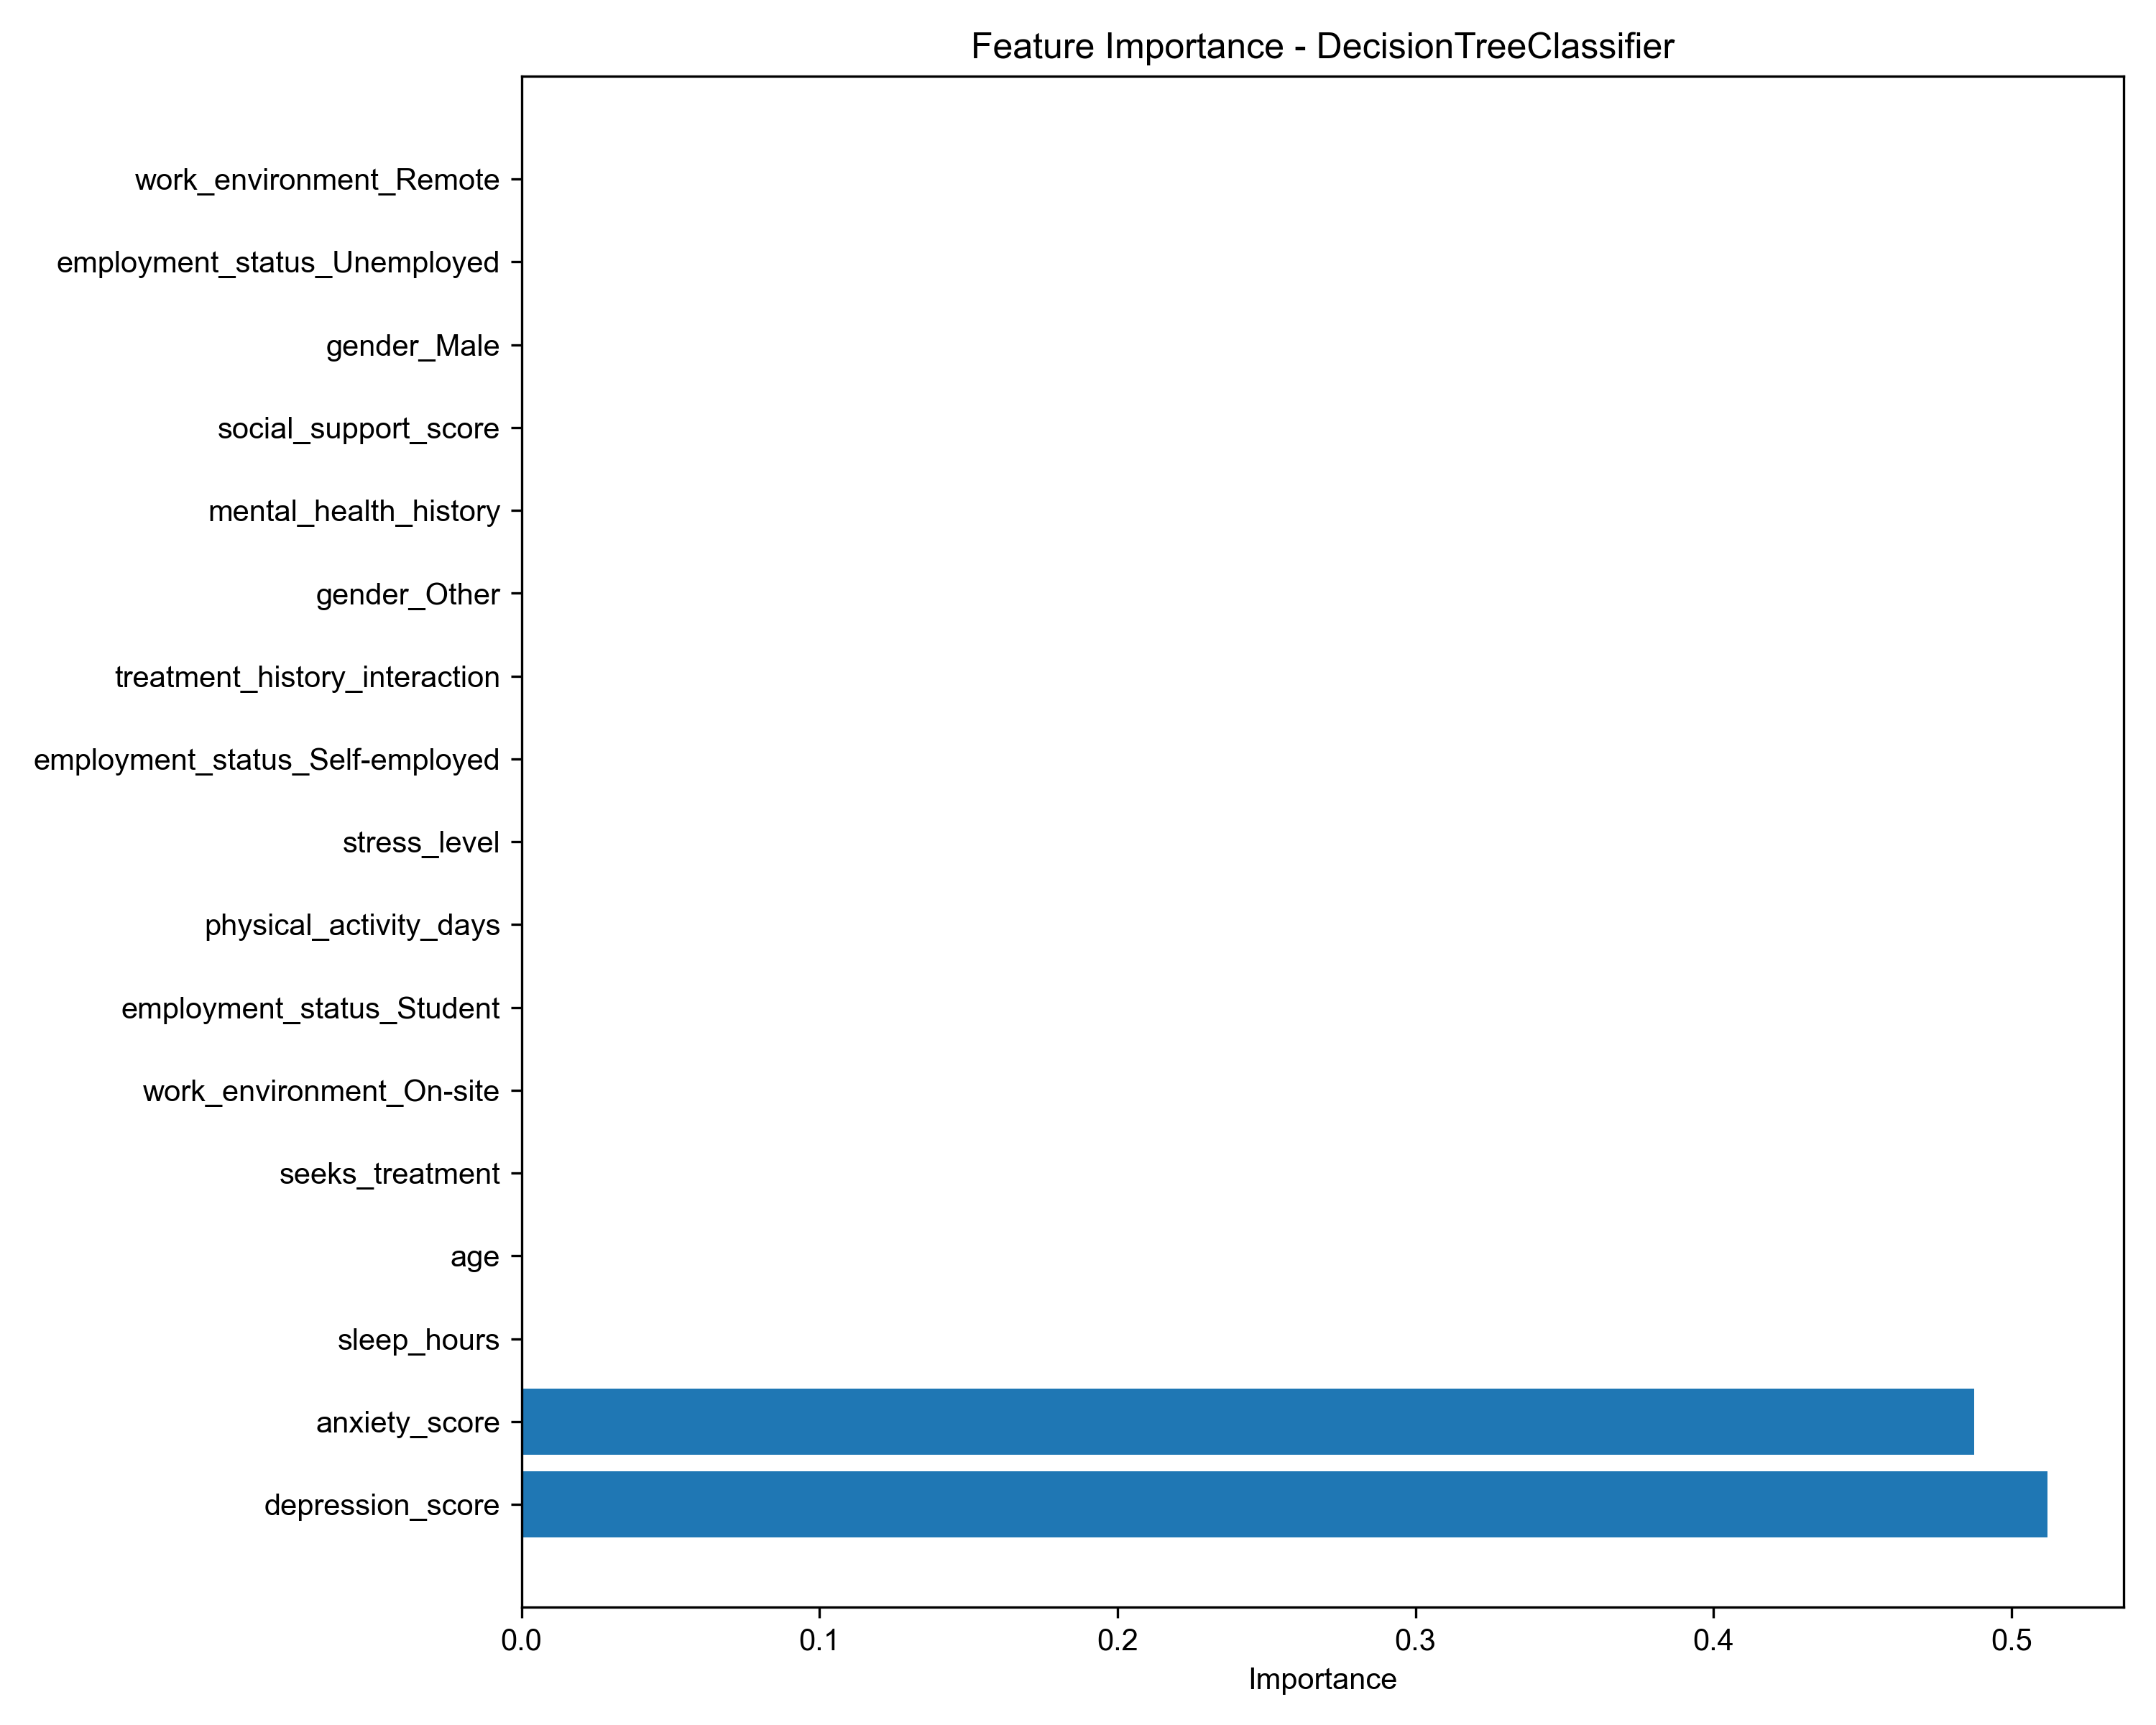 Feature Importance - DecisionTreeClassifier
work_environment_Remote
employment_status_Unemployed
gender_Male
social_support_score
mental_health_history
gender_Other
treatment_history_interaction
employment_status_Self-employed
stress_level
physical_activity_days
employment_status_Student
work_environment_On-site
seeks_treatment
age
sleep_hours
anxiety_score
depression_score
0.0 0.1 0.2 0.3 0.4 0.5
Importance